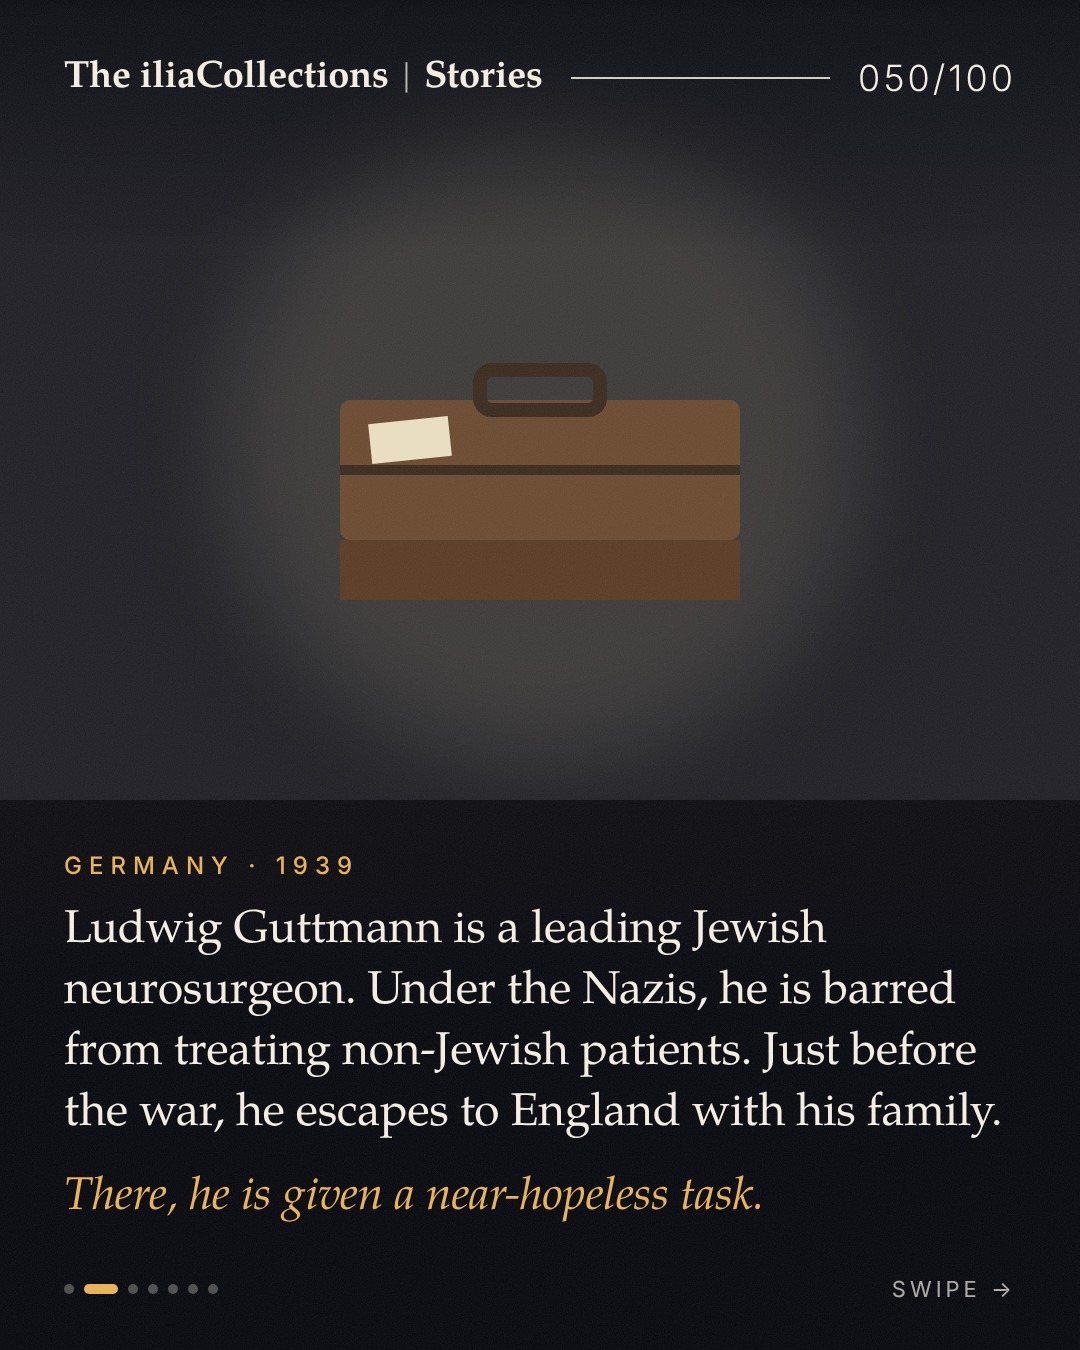 The iliaCollections | Stories
050/100
GERMANY · 1939
Ludwig Guttmann is a leading Jewish
neurosurgeon. Under the Nazis, he is barred
from treating non-Jewish patients. Just before
the war, he escapes to England with his family.
There, he is given a near-hopeless task.
SWIPE →